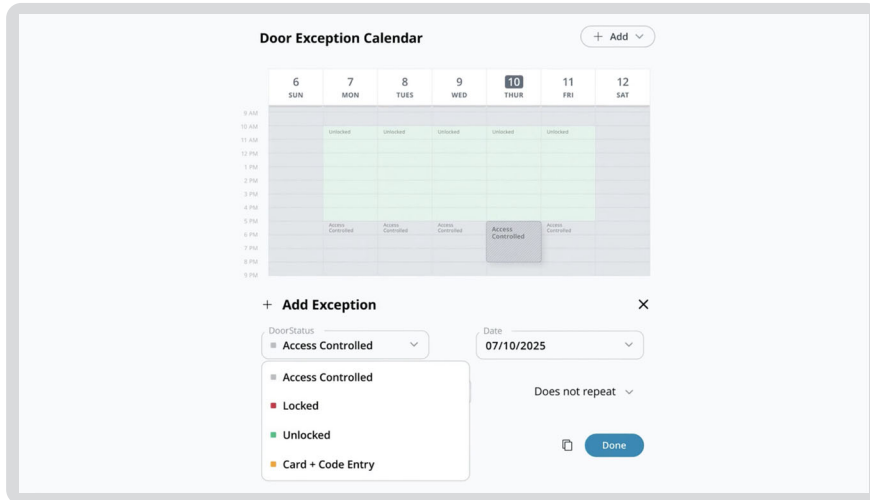 Door Exception Calendar
+ Add
6 7 8 9 10 11 12
SUN MON TUES WED THUR FRI SAT
9 AM
10 AM
Unlocked Unlocked Unlocked Unlocked Unlocked
11 AM
12 PM
1 PM
2 PM
3 PM
4 PM
5 PM
Access Access Access Access Access
Controlled Controlled Controlled Controlled Controlled
6 PM
7 PM
8 PM
9 PM
+ Add Exception
DoorStatus
Access Controlled
Date
07/10/2025
Access Controlled
Locked
Unlocked
Card + Code Entry
Does not repeat
Done